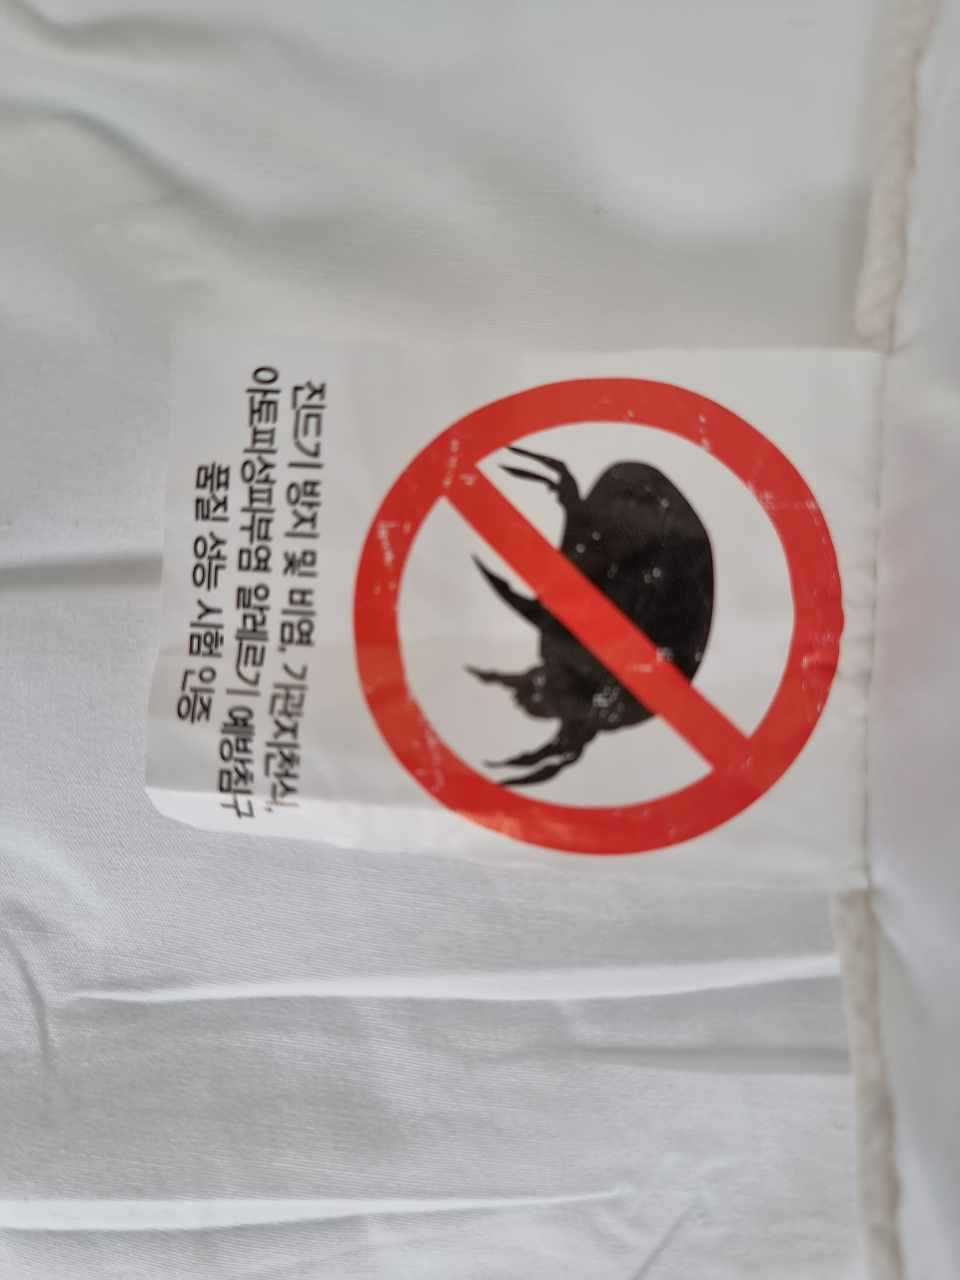 진드기 방지 및 비염, 기관지천식,
아토피성피부염 알레르기 예방침구
품질 성능 시험 인증